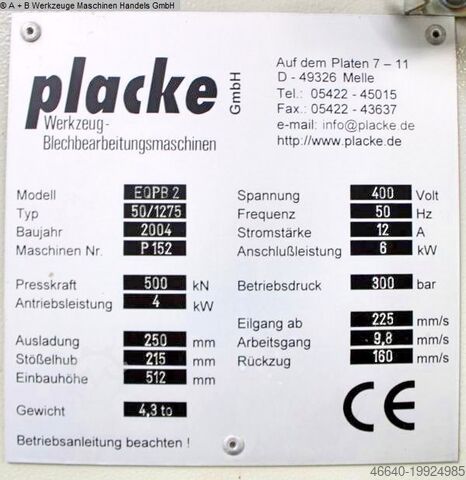 © A + B Werkzeuge Maschinen Handels GmbH
placke GmbH
Werkzeug-
Blechbearbeitungsmaschinen
Auf dem Platen 7 – 11
D - 49326 Melle
Tel.: 05422 - 45015
Fax.: 05422 - 43637
e-mail: info@placke.de
http://www.placke.de
Modell EQPB 2
Typ 50/1275
Baujahr 2004
Maschinen Nr. P 152
Presskraft 500 kN
Antriebsleistung 4 kW
Ausladung 250 mm
Stößelhub 215 mm
Einbauhöhe 512 mm
Gewicht 4,3 to
Betriebsanleitung beachten !
Spannung 400 Volt
Frequenz 50 Hz
Stromstärke 12 A
Anschlußleistung 6 kW
Betriebsdruck 300 bar
Eilgang ab 225 mm/s
Arbeitsgang 9,8 mm/s
Rückzug 160 mm/s
CE
46640-19924985